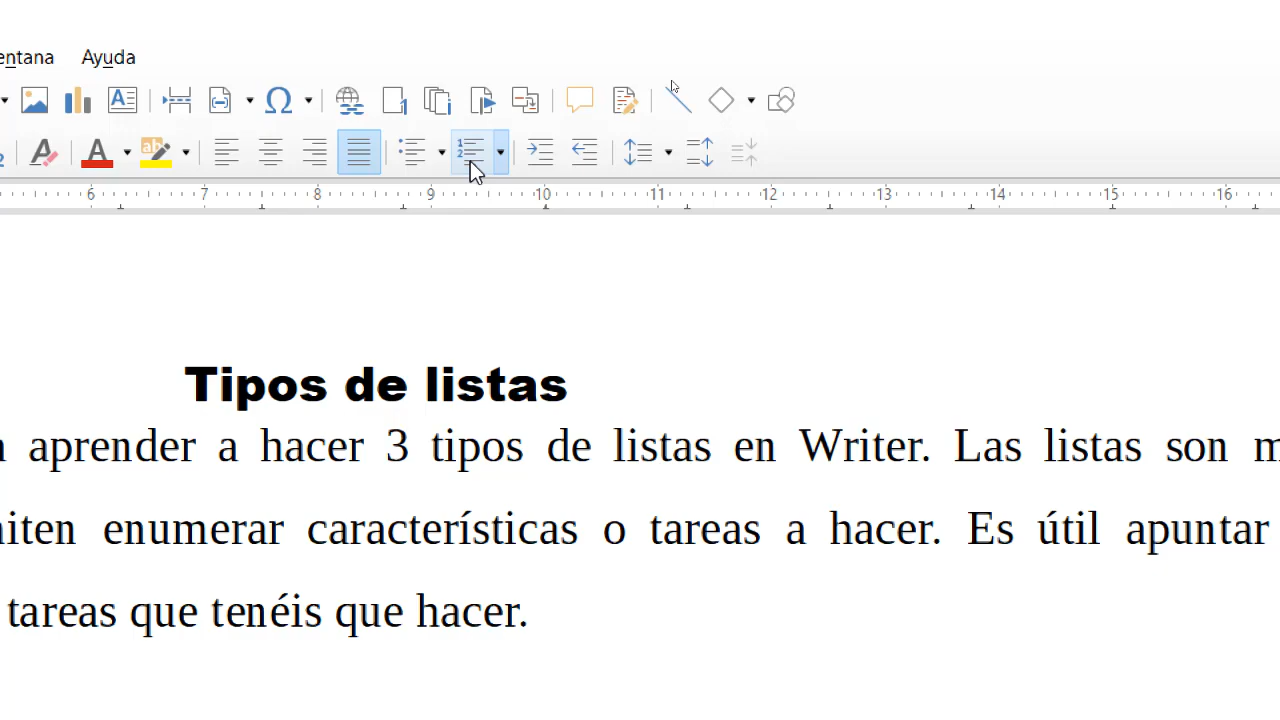 entana Ayuda
6 7 8 9 10 11 12 13 14 15 16
Tipos de listas
aprender a hacer 3 tipos de listas en Writer. Las listas son m
iten enumerar características o tareas a hacer. Es útil apuntar
tareas que tenéis que hacer.